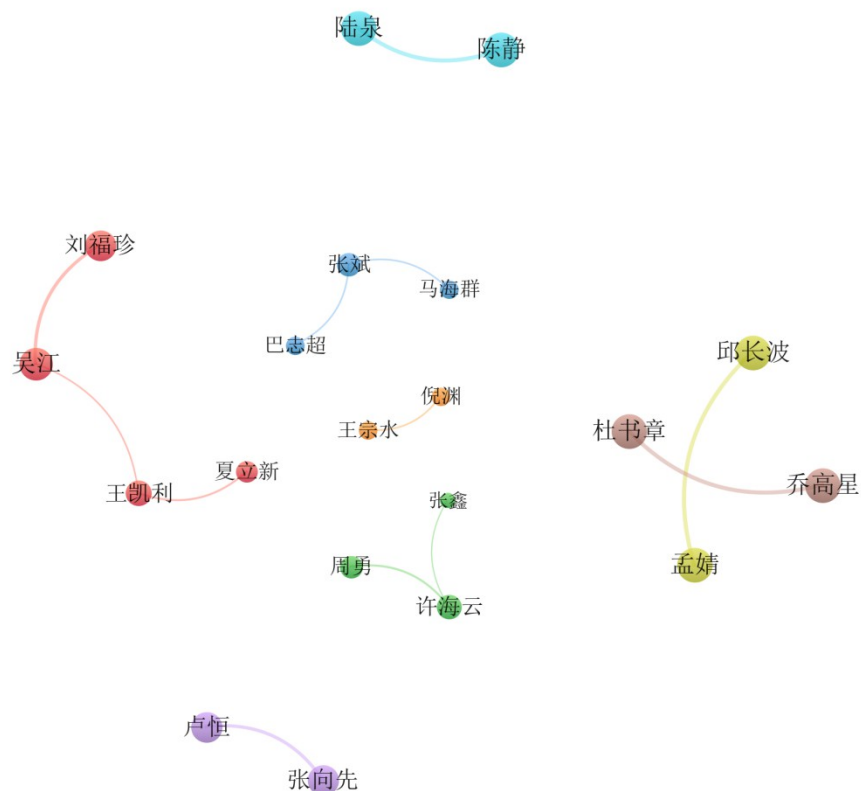 陆泉
陈静
刘福珍
张斌
马海群
巴志超
邱长波
吴江
倪渊
杜书章
王宗水
夏立新
乔高星
王凯利
张鑫
周勇
孟婧
许海云
卢恒
张向先